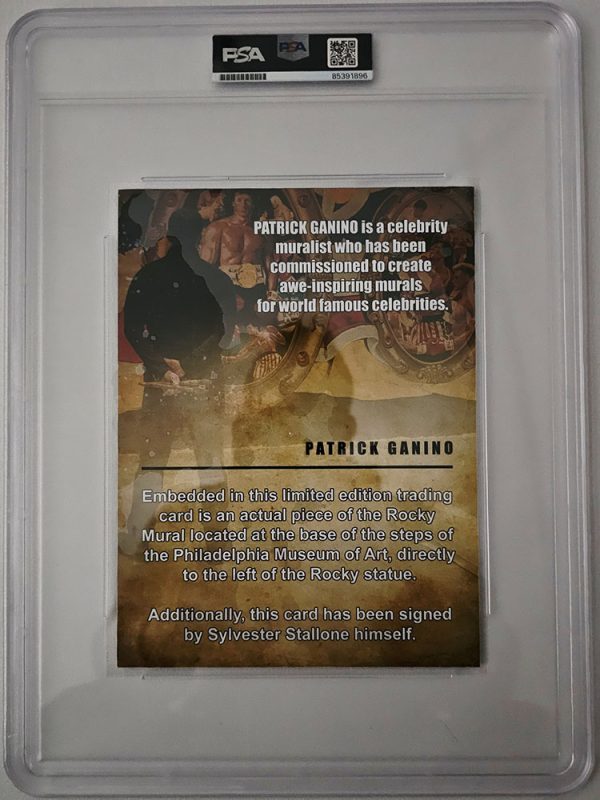 PSA PSA
85391896
PATRICK GANINO is a celebrity
muralist who has been
commissioned to create
awe-inspiring murals
for world famous celebrities.
PATRICK GANINO
Embedded in this limited edition trading
card is an actual piece of the Rocky
Mural located at the base of the steps of
the Philadelphia Museum of Art, directly
to the left of the Rocky statue.
Additionally, this card has been signed
by Sylvester Stallone himself.